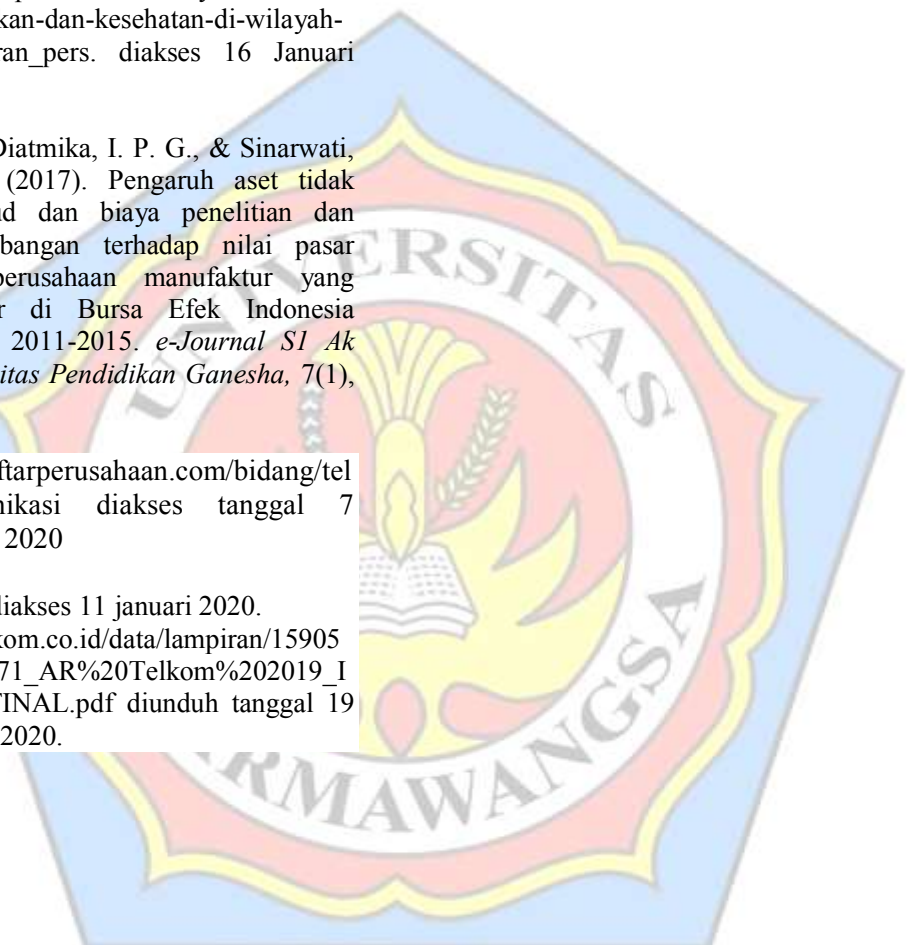 kan-dan-kesehatan-di-wilayah-
ran_pers. diakses 16 Januari
Diatmika, I. P. G., & Sinarwati,
(2017). Pengaruh aset tidak
ud dan biaya penelitian dan
bangan terhadap nilai pasar
perusahaan manufaktur yang
r di Bursa Efek Indonesia
2011-2015. e-Journal S1 Ak
itas Pendidikan Ganesha, 7(1),
ftarperusahaan.com/bidang/tel
nikasi diakses tanggal 7
2020
diakses 11 januari 2020.
kom.co.id/data/lampiran/15905
71_AR%20Telkom%202019_I
FINAL.pdf diunduh tanggal 19
2020.
UNIVERSITAS
RMAWANGSA